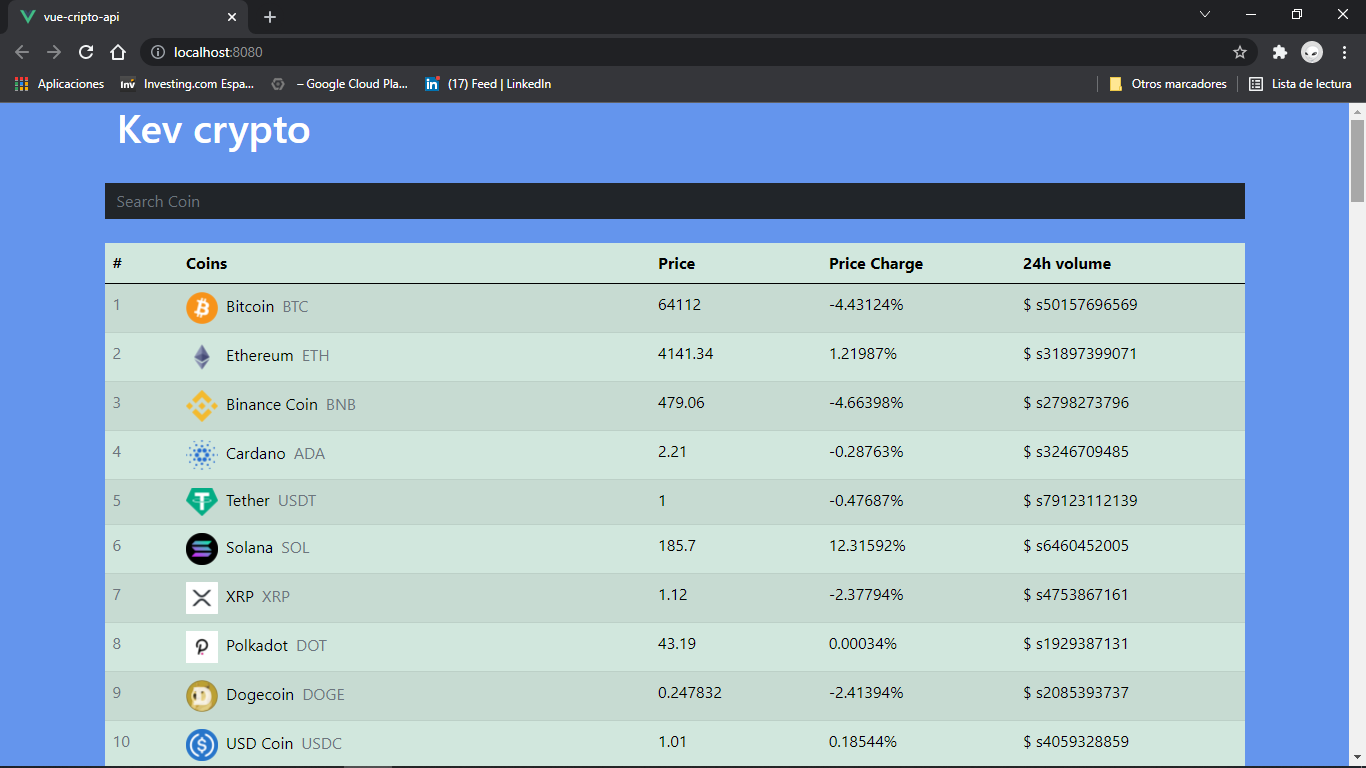 vue-cripto-api
localhost:8080
Aplicaciones inv Investing.com Espa... – Google Cloud Pla... in (17) Feed | LinkedIn Otros marcadores Lista de lectura
Kev crypto
Search Coin
# Coins Price Price Charge 24h volume
1 Bitcoin BTC 64112 -4.43124% $ s50157696569
2 Ethereum ETH 4141.34 1.21987% $ s31897399071
3 Binance Coin BNB 479.06 -4.66398% $ s2798273796
4 Cardano ADA 2.21 -0.28763% $ s3246709485
5 Tether USDT 1 -0.47687% $ s79123112139
6 Solana SOL 185.7 12.31592% $ s6460452005
7 XRP XRP 1.12 -2.37794% $ s4753867161
8 Polkadot DOT 43.19 0.00034% $ s1929387131
9 Dogecoin DOGE 0.247832 -2.41394% $ s2085393737
10 USD Coin USDC 1.01 0.18544% $ s4059328859